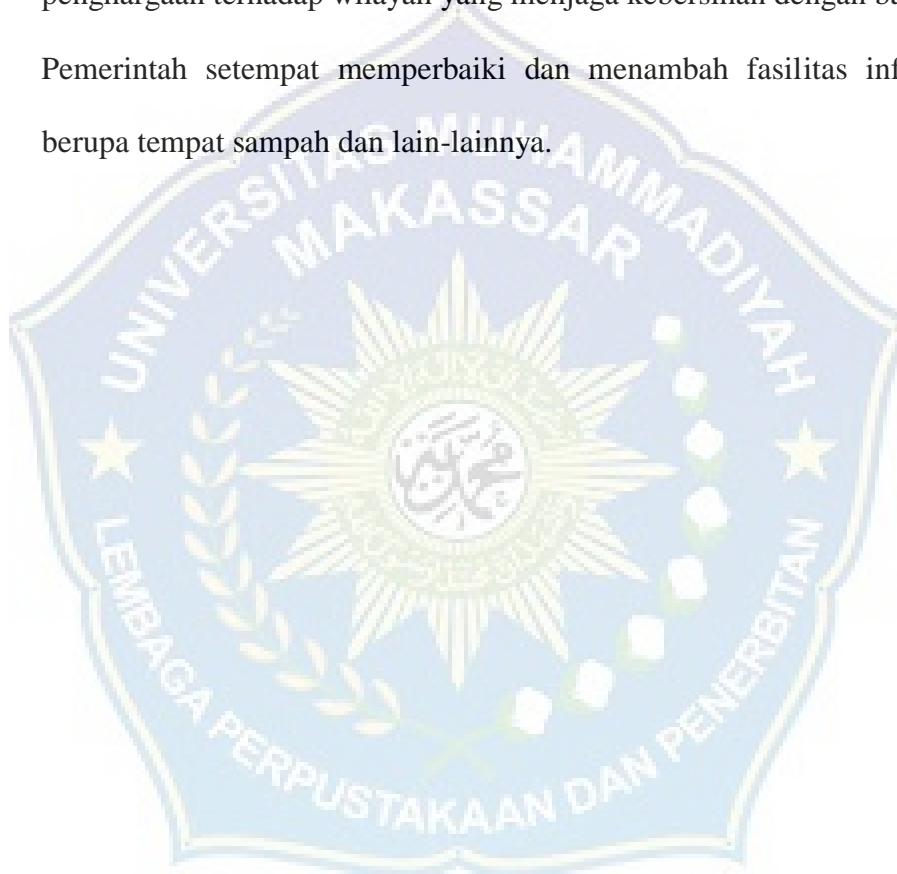 penghargaan terhadap wilayah yang menjaga kebersihan dengan
Pemerintah setempat memperbaiki dan menambah fasilitas
berupa tempat sampah dan lain-lainnya.
UNIVERSITAS MUHAMMADIYAH
MAKASSAR
LEMBAGA PERPUSTAKAAN DAN PENERBITAN